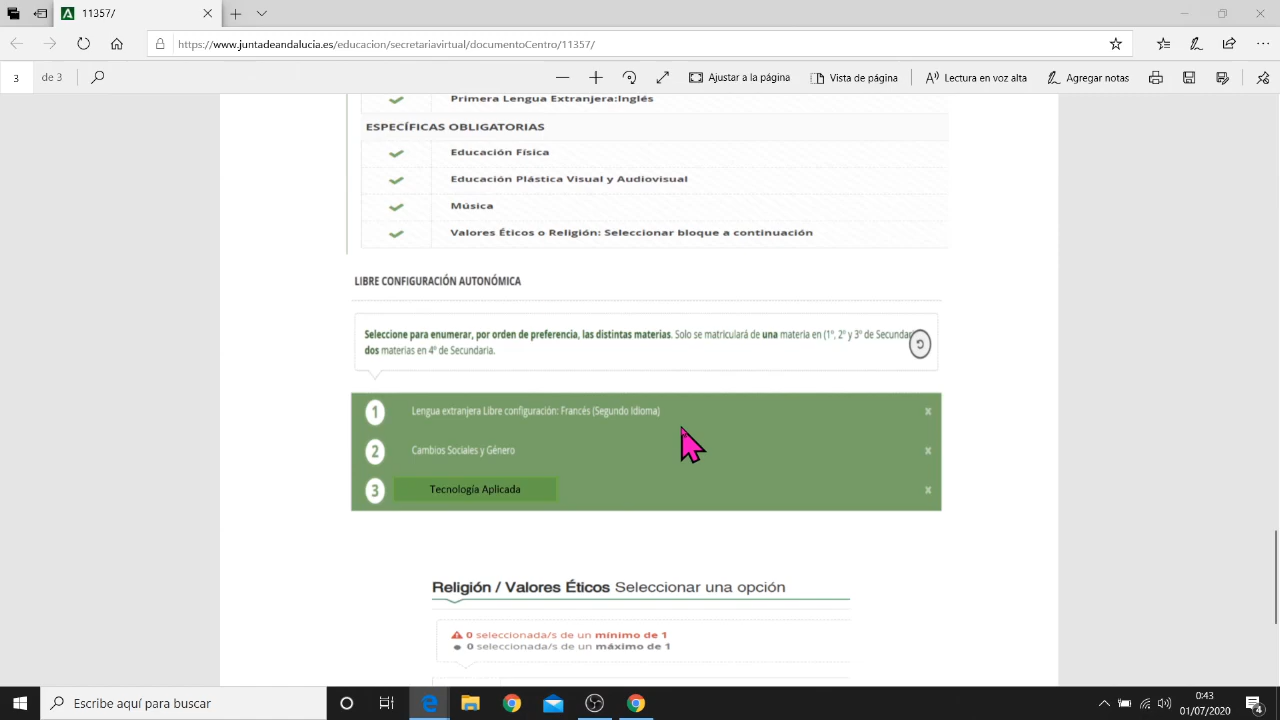 11357/
https://www.juntadeandalucia.es/educacion/secretariavirtual/documentoCentro/11357/
3 de 3 Ajustar a la página Vista de página Lectura en voz alta Agregar notas
Primera Lengua Extranjera:Inglés
ESPECÍFICAS OBLIGATORIAS
Educación Física
Educación Plástica Visual y Audiovisual
Música
Valores Éticos o Religión: Seleccionar bloque a continuación
LIBRE CONFIGURACIÓN AUTONÓMICA
Seleccione para enumerar, por orden de preferencia, las distintas materias. Solo se matriculará de una materia en (1º, 2º y 3º de
dos materias en 4º de Secundaria.
1 Lengua extranjera Libre configuración: Francés (Segundo Idioma) x
2 Cambios Sociales y Género x
3 Tecnología Aplicada x
Religión / Valores Éticos Seleccionar una opción
0 seleccionada/s de un mínimo de 1
0 seleccionada/s de un máximo de 1
Escribe aquí para buscar
0:43
01/07/2020
4